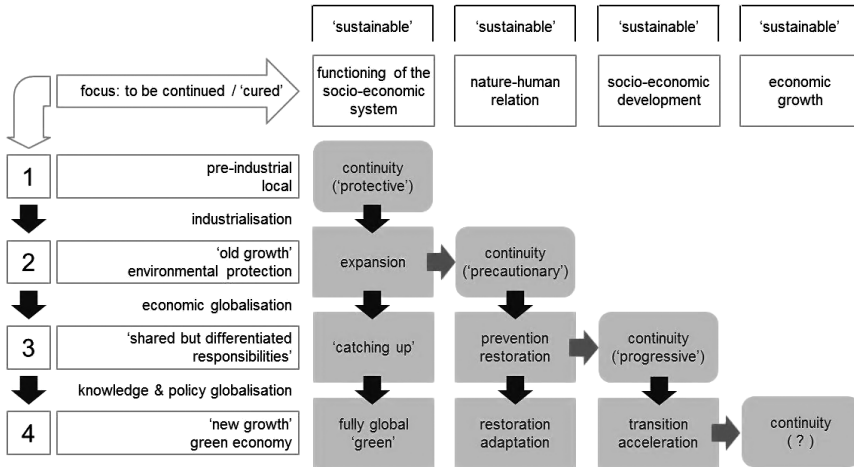 ‘sustainable’ ‘sustainable’ ‘sustainable’ ‘sustainable’
focus: to be continued / ‘cured’
functioning of the
socio-economic
system
nature-human
relation
socio-economic
development
economic
growth
1
pre-industrial
local
continuity
(‘protective’)
industrialisation
2
‘old growth’
environmental protection
expansion
continuity
(‘precautionary’)
economic globalisation
3
‘shared but differentiated
responsibilities’
‘catching up’
prevention
restoration
continuity
(‘progressive’)
knowledge & policy globalisation
4
‘new growth’
green economy
fully global
‘green’
restoration
adaptation
transition
acceleration
continuity
( ? )